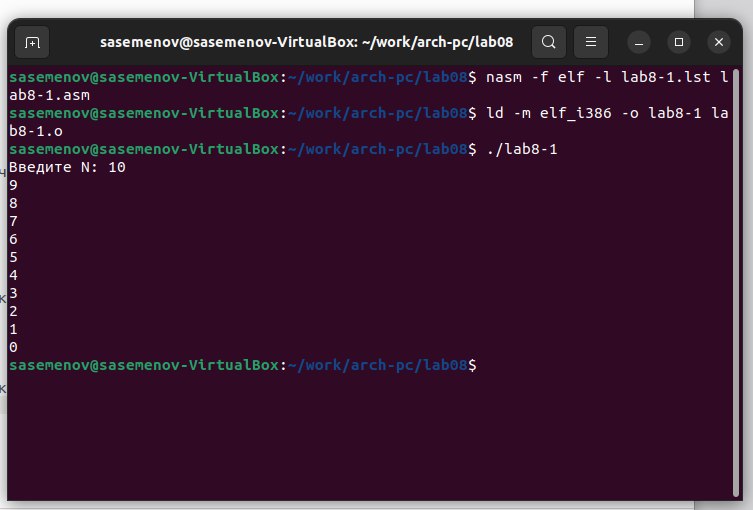 sasemenov@sasemenov-VirtualBox: ~/work/arch-pc/lab08
sasemenov@sasemenov-VirtualBox:~/work/arch-pc/lab08$ nasm -f elf -l lab8-1.lst l
ab8-1.asm
sasemenov@sasemenov-VirtualBox:~/work/arch-pc/lab08$ ld -m elf_i386 -o lab8-1 la
b8-1.o
sasemenov@sasemenov-VirtualBox:~/work/arch-pc/lab08$ ./lab8-1
Введите N: 10
9
8
7
6
5
4
3
2
1
0
sasemenov@sasemenov-VirtualBox:~/work/arch-pc/lab08$